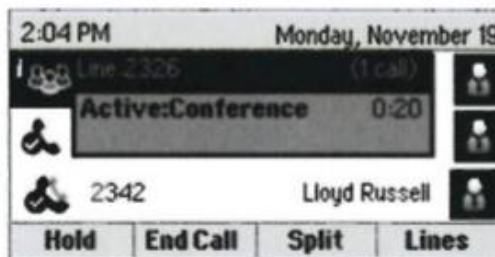 2:04 PM Monday, November 19
Line 2326 (1 call)
Active:Conference 0:20
2342 Lloyd Russell
Hold End Call Split Lines